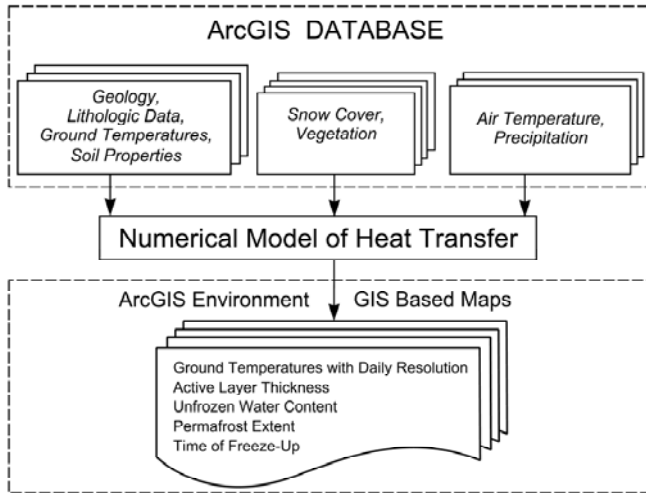 ArcGIS DATABASE
Geology,
Lithologic Data,
Ground Temperatures,
Soil Properties
Snow Cover,
Vegetation
Air Temperature,
Precipitation
Numerical Model of Heat Transfer
ArcGIS Environment GIS Based Maps
Ground Temperatures with Daily Resolution
Active Layer Thickness
Unfrozen Water Content
Permafrost Extent
Time of Freeze-Up